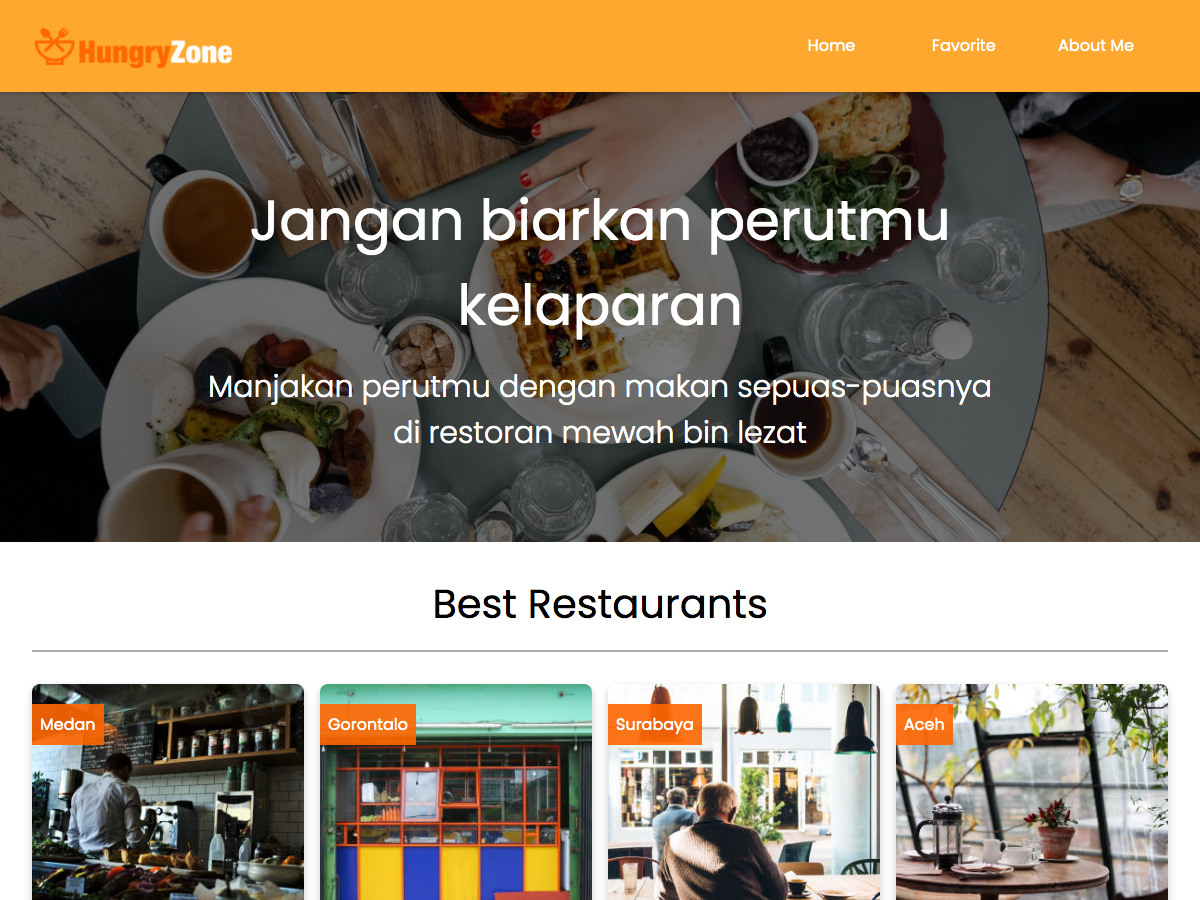 HungryZone
Home
Favorite
About Me
Jangan biarkan perutmu
kelaparan
Manjakan perutmu dengan makan sepuas-puasnya
di restoran mewah bin lezat
Best Restaurants
Medan
Gorontalo
Surabaya
Aceh